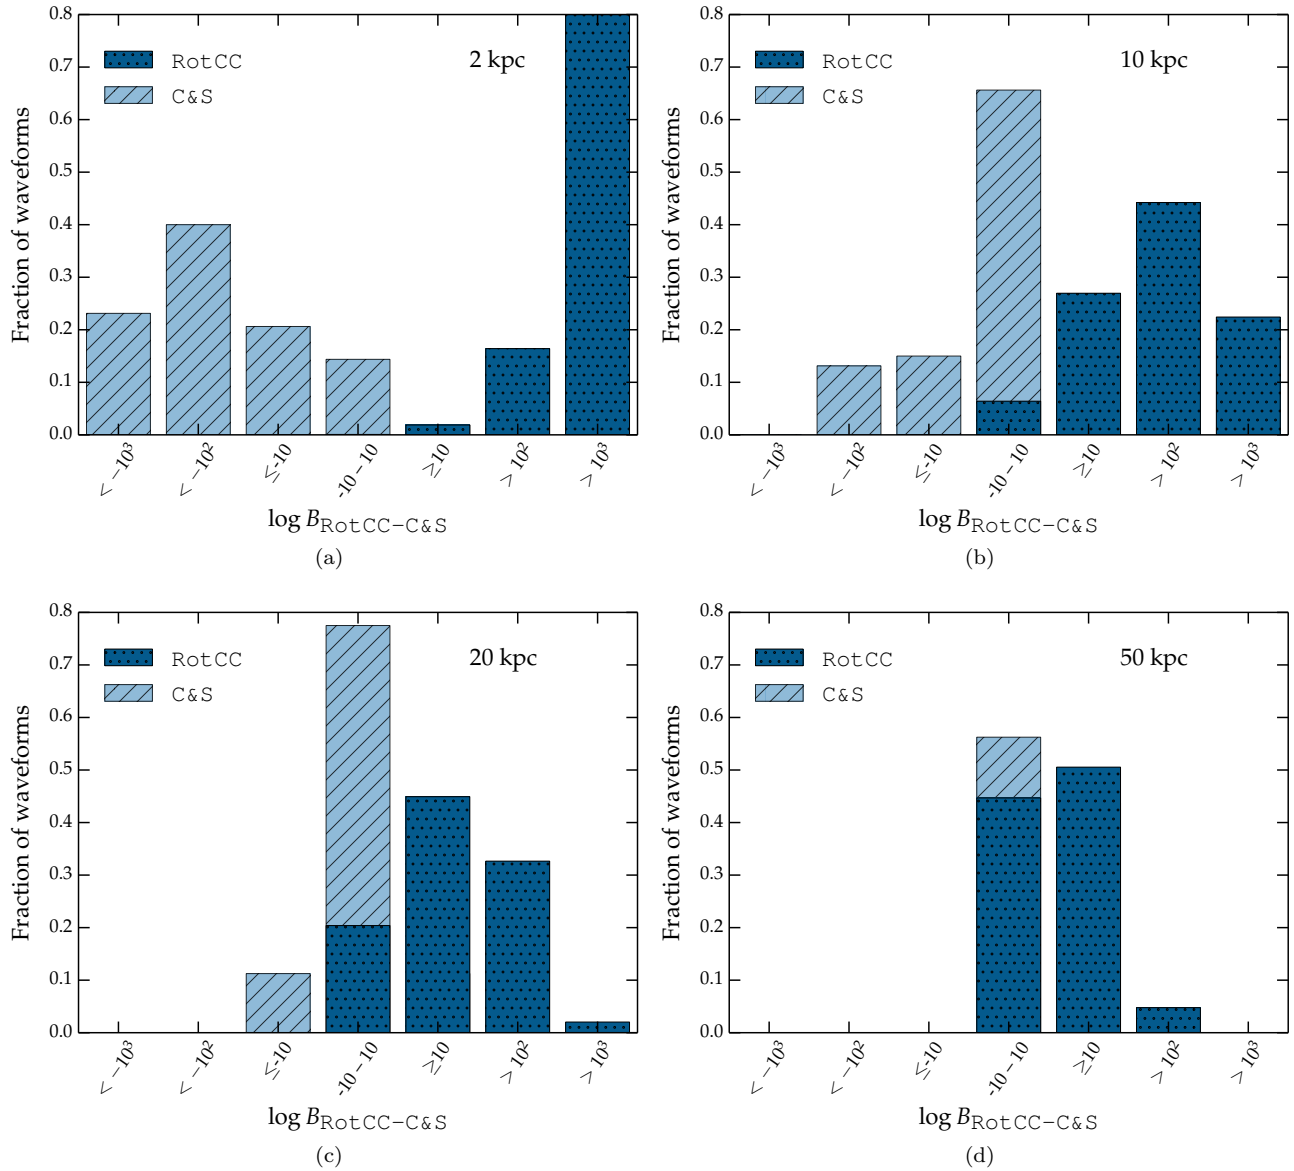 0.8
0.7
0.6
0.5
0.4
0.3
0.2
0.1
0.0
Fraction of waveforms
RotCC
C&S
2 kpc
< −10³
< −10²
≤-10
-10 − 10
≥10
> 10²
> 10³
log B RotCC−C&S
(a)
0.8
0.7
0.6
0.5
0.4
0.3
0.2
0.1
0.0
Fraction of waveforms
RotCC
C&S
10 kpc
< −10³
< −10²
≤-10
-10 − 10
≥10
> 10²
> 10³
log B RotCC−C&S
(b)
0.8
0.7
0.6
0.5
0.4
0.3
0.2
0.1
0.0
Fraction of waveforms
RotCC
C&S
20 kpc
< −10³
< −10²
≤-10
-10 − 10
≥10
> 10²
> 10³
log B RotCC−C&S
(c)
0.8
0.7
0.6
0.5
0.4
0.3
0.2
0.1
0.0
Fraction of waveforms
RotCC
C&S
50 kpc
< −10³
< −10²
≤-10
-10 − 10
≥10
> 10²
> 10³
log B RotCC−C&S
(d)